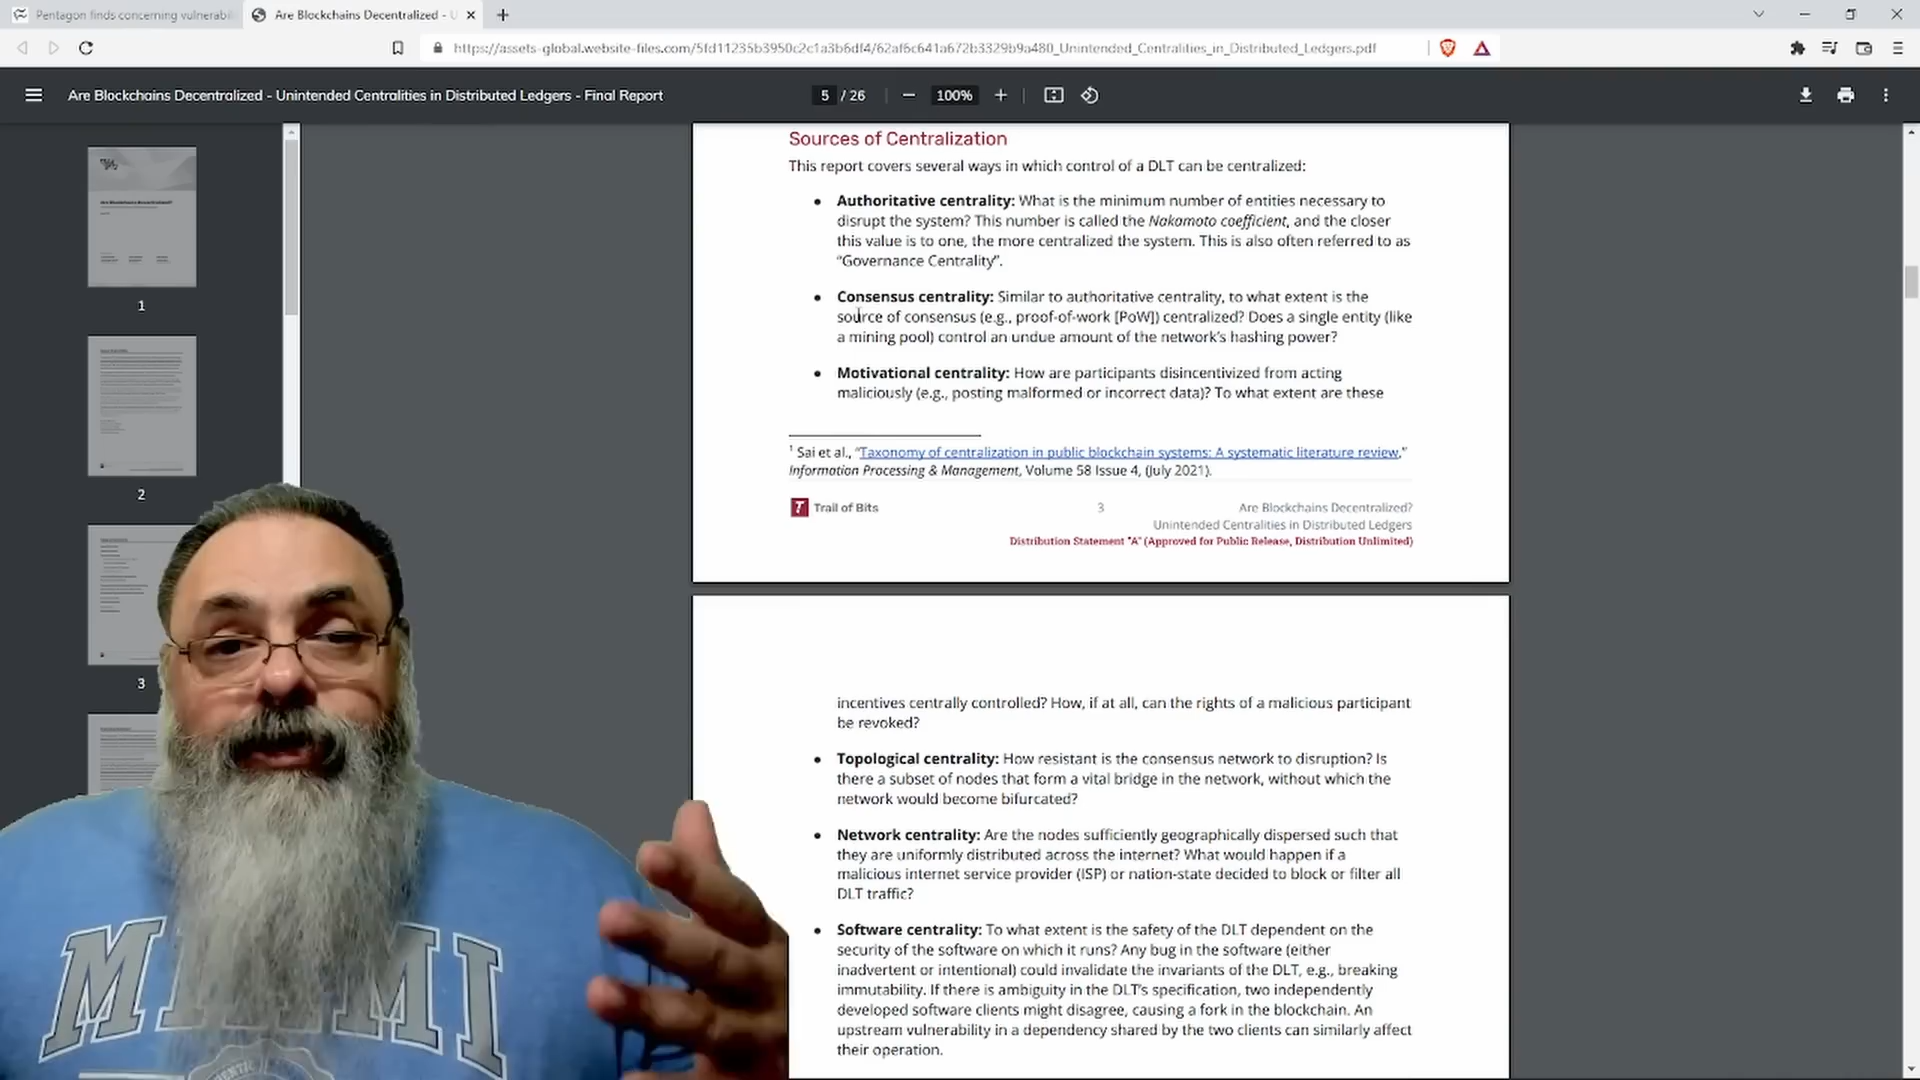 Pentagon finds concerning vulnerabil
Are Blockchains Decentralized - U
https://assets-global.website-files.com/5fd11235b3950c2c1a3b6df4/62af6c641a672b3329b9a480_Unintended_Centralities_in_Distributed_Ledgers.pdf
Are Blockchains Decentralized - Unintended Centralities in Distributed Ledgers - Final Report
5 / 26
100%
1
2
3
Sources of Centralization
This report covers several ways in which control of a DLT can be centralized:
• Authoritative centrality: What is the minimum number of entities necessary to
disrupt the system? This number is called the Nakamoto coefficient, and the closer
this value is to one, the more centralized the system. This is also often referred to as
“Governance Centrality”.
• Consensus centrality: Similar to authoritative centrality, to what extent is the
source of consensus (e.g., proof-of-work [PoW]) centralized? Does a single entity (like
a mining pool) control an undue amount of the network’s hashing power?
• Motivational centrality: How are participants disincentivized from acting
maliciously (e.g., posting malformed or incorrect data)? To what extent are these
1 Sai et al., “Taxonomy of centralization in public blockchain systems: A systematic literature review,”
Information Processing & Management, Volume 58 Issue 4, (July 2021).
Trail of Bits
3
Are Blockchains Decentralized?
Unintended Centralities in Distributed Ledgers
Distribution Statement "A" (Approved for Public Release, Distribution Unlimited)
incentives centrally controlled? How, if at all, can the rights of a malicious participant
be revoked?
• Topological centrality: How resistant is the consensus network to disruption? Is
there a subset of nodes that form a vital bridge in the network, without which the
network would become bifurcated?
• Network centrality: Are the nodes sufficiently geographically dispersed such that
they are uniformly distributed across the internet? What would happen if a
malicious internet service provider (ISP) or nation-state decided to block or filter all
DLT traffic?
• Software centrality: To what extent is the safety of the DLT dependent on the
security of the software on which it runs? Any bug in the software (either
inadvertent or intentional) could invalidate the invariants of the DLT, e.g., breaking
immutability. If there is ambiguity in the DLT’s specification, two independently
developed software clients might disagree, causing a fork in the blockchain. An
upstream vulnerability in a dependency shared by the two clients can similarly affect
their operation.